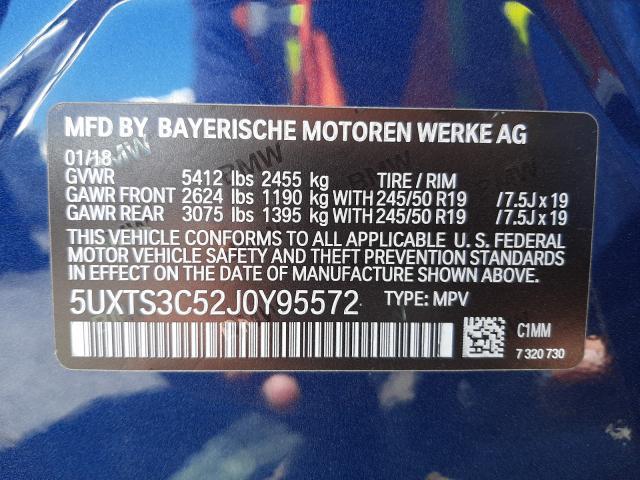 MFD BY BAYERISCHE MOTOREN WERKE AG
01/18
GVWR 5412 lbs 2455 kg TIRE / RIM
GAWR FRONT 2624 lbs 1190 kg WITH 245/50 R19 /7.5J x 19
GAWR REAR 3075 lbs 1395 kg WITH 245/50 R19 /7.5J x 19
THIS VEHICLE CONFORMS TO ALL APPLICABLE U. S. FEDERAL
MOTOR VEHICLE SAFETY AND THEFT PREVENTION STANDARDS
IN EFFECT ON THE DATE OF MANUFACTURE SHOWN ABOVE.
5UXTS3C52J0Y95572 TYPE: MPV
C1MM
7 320 730